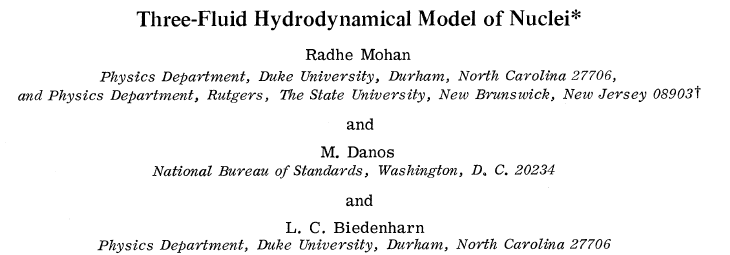 Three-Fluid Hydrodynamical Model of Nuclei*
Radhe Mohan
Physics Department, Duke University, Durham, North Carolina 27706,
and Physics Department, Rutgers, The State University, New Brunswick, New Jersey 08903†
and
M. Danos
National Bureau of Standards, Washington, D. C. 20234
and
L. C. Biedenharn
Physics Department, Duke University, Durham, North Carolina 27706